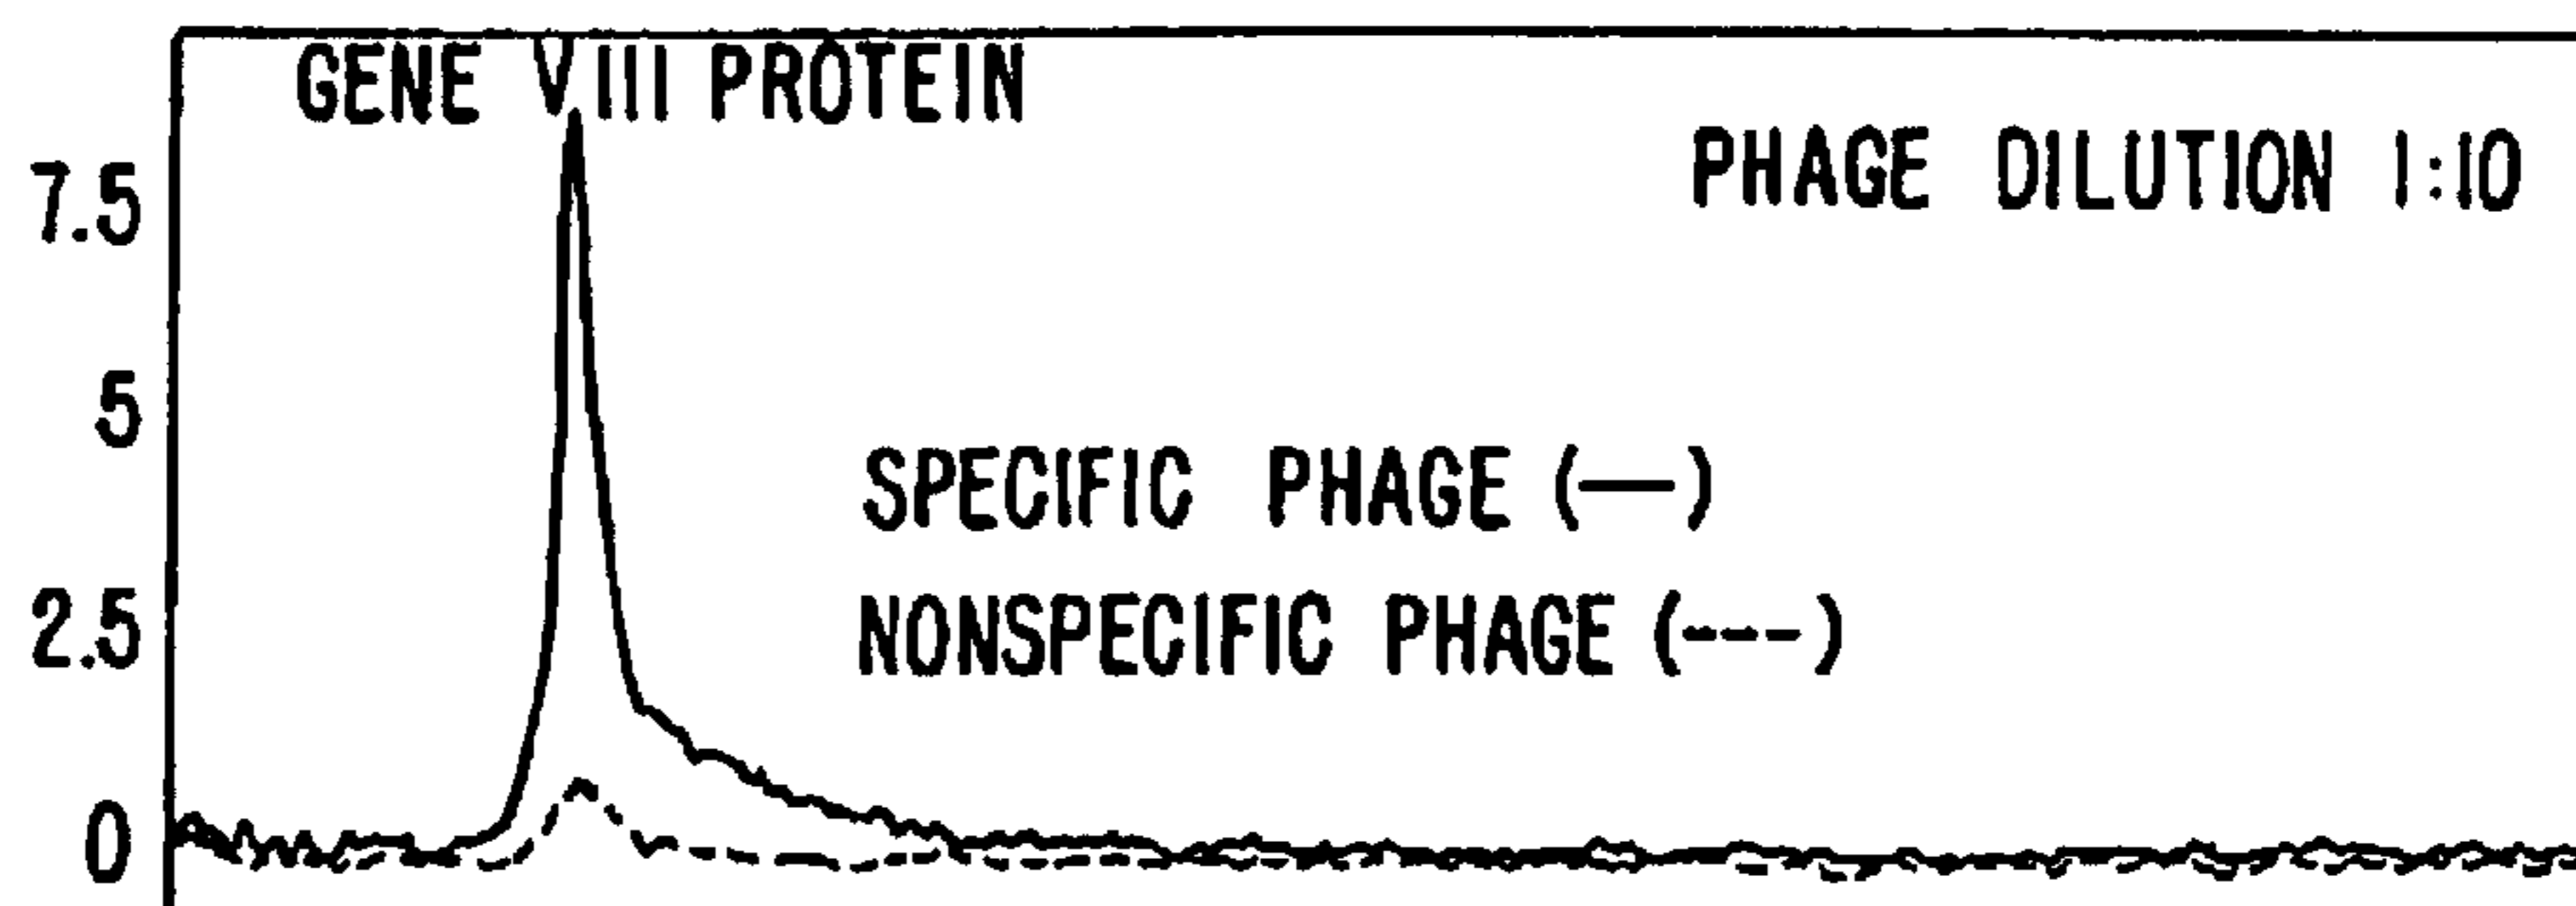 GENE VIII PROTEIN
PHAGE DILUTION 1:10
7.5
5
SPECIFIC PHAGE (—)
2.5
NONSPECIFIC PHAGE (---)
0